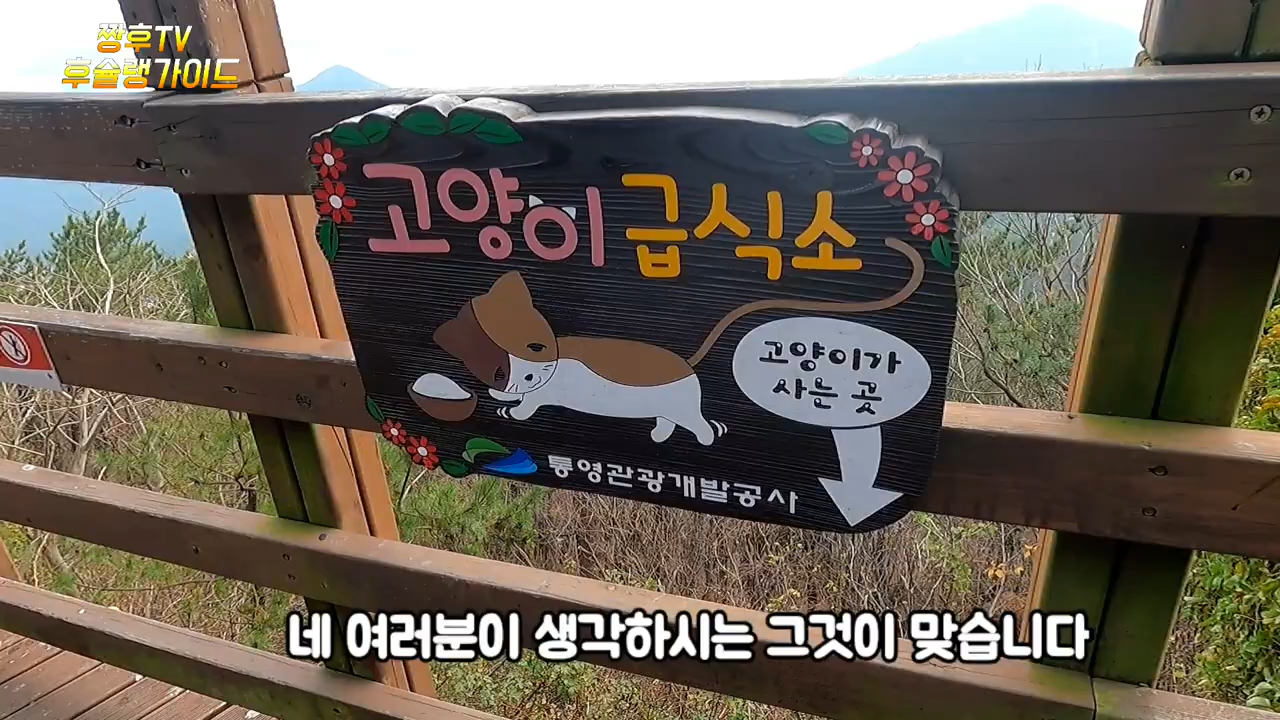 짱후TV
후슐랭가이드
고양이 급식소
고양이가
사는 곳
통영관광개발공사
네 여러분이 생각하시는 그것이 맞습니다